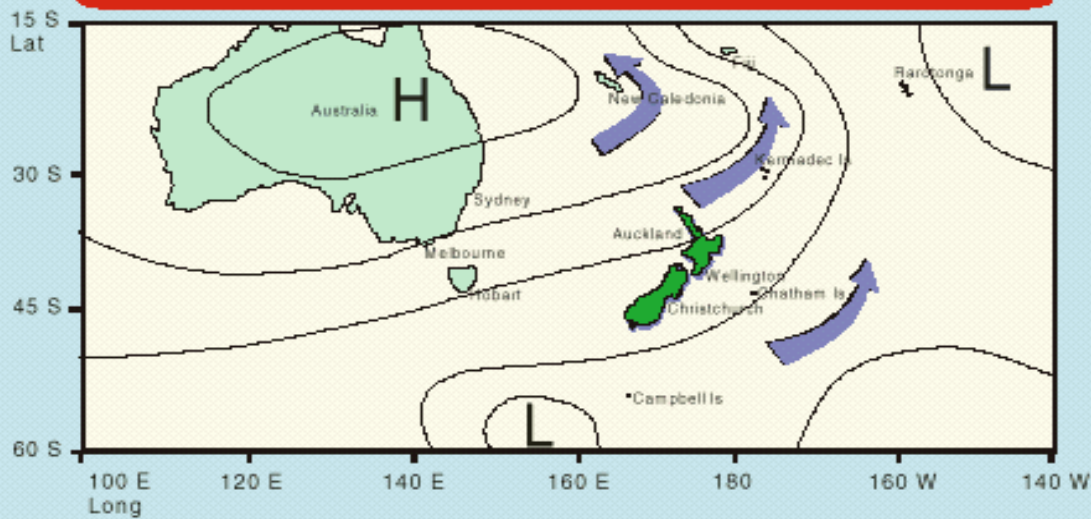 15 S
Lat
Fiji
Rarotonga
L
Australia
H
New Caledonia
Kermadec Is
30 S
Sydney
Auckland
Melbourne
Wellington
Hobart
Chatham Is
45 S
Christchurch
Campbell Is
L
60 S
100 E
120 E
140 E
160 E
180
160 W
140 W
Long